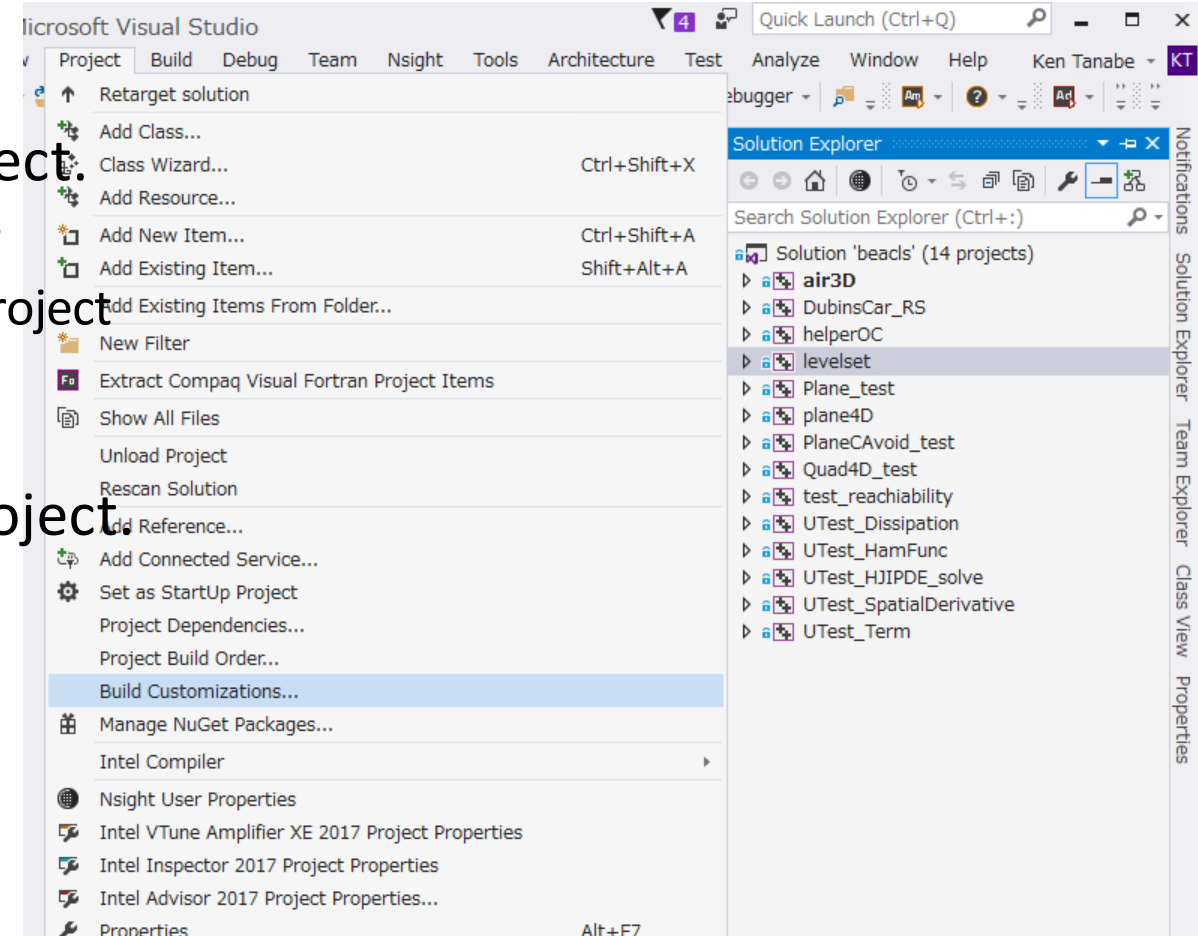 licrosoft Visual Studio
4
Quick Launch (Ctrl+Q)
Project Build Debug Team Nsight Tools Architecture Test Analyze Window Help Ken Tanabe KT
ebugger
ect.
roject
oject.
Retarget solution
Add Class...
Class Wizard... Ctrl+Shift+X
Add Resource...
Add New Item... Ctrl+Shift+A
Add Existing Item... Shift+Alt+A
Add Existing Items From Folder...
New Filter
Extract Compaq Visual Fortran Project Items
Show All Files
Unload Project
Rescan Solution
Add Reference...
Add Connected Service...
Set as StartUp Project
Project Dependencies...
Project Build Order...
Build Customizations...
Manage NuGet Packages...
Intel Compiler
Nsight User Properties
Intel VTune Amplifier XE 2017 Project Properties
Intel Inspector 2017 Project Properties
Intel Advisor 2017 Project Properties...
Properties Alt+F7
Solution Explorer
Search Solution Explorer (Ctrl+:)
Solution 'beacls' (14 projects)
air3D
DubinsCar_RS
helperOC
levelset
Plane_test
plane4D
PlaneCAvoid_test
Quad4D_test
test_reachiability
UTest_Dissipation
UTest_HamFunc
UTest_HJIPDE_solve
UTest_SpatialDerivative
UTest_Term
Notifications
Solution Explorer
Team Explorer
Class View
Properties